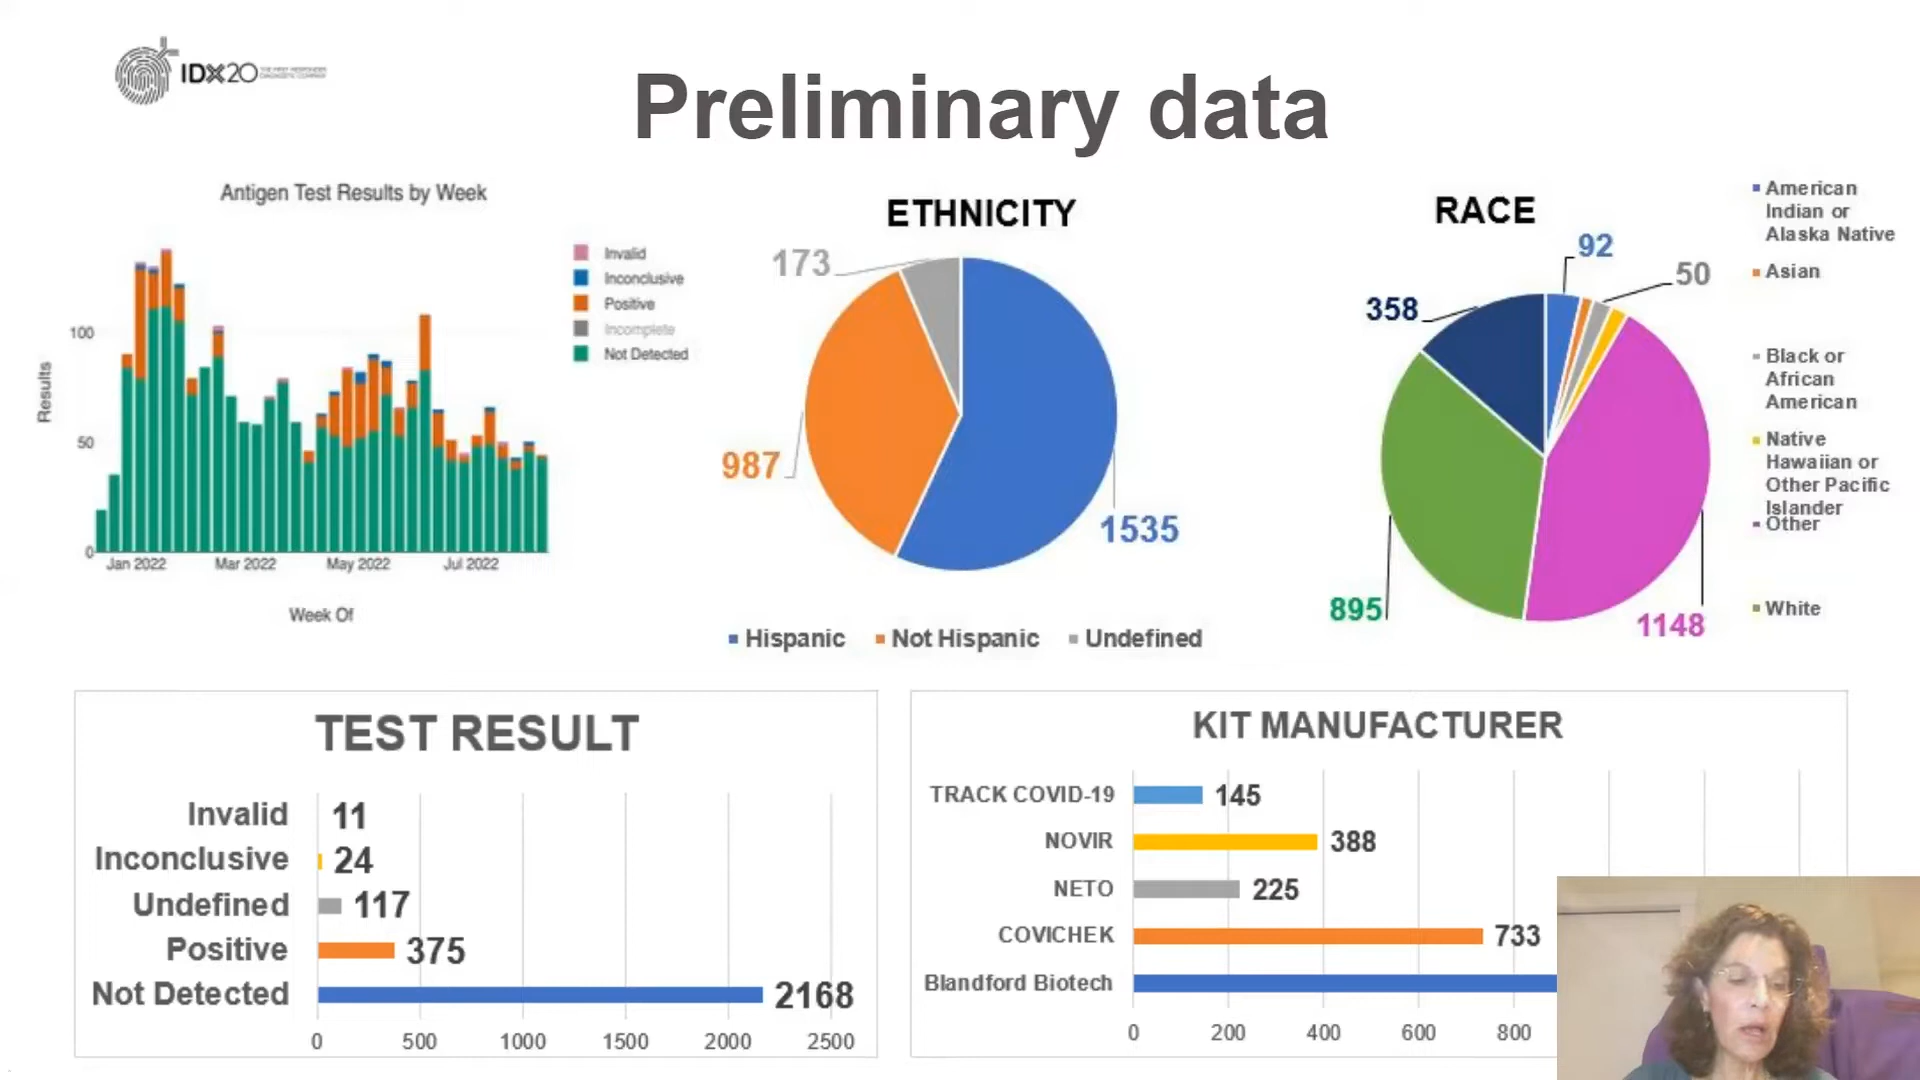 IDX20
Preliminary data
Antigen Test Results by Week
Results
100
50
0
Jan 2022
Mar 2022
May 2022
Jul 2022
Week Of
Invalid
Inconclusive
Positive
Incomplete
Not Detected
ETHNICITY
173
987
1535
Hispanic
Not Hispanic
Undefined
RACE
92
50
358
895
1148
American
Indian or
Alaska Native
Asian
Black or
African
American
Native
Hawaiian or
Other Pacific
Islander
Other
White
TEST RESULT
Invalid 11
Inconclusive 24
Undefined 117
Positive 375
Not Detected 2168
0 500 1000 1500 2000 2500
KIT MANUFACTURER
TRACK COVID-19 145
NOVIR 388
NETO 225
COVICHEK 733
Blandford Biotech
0 200 400 600 800